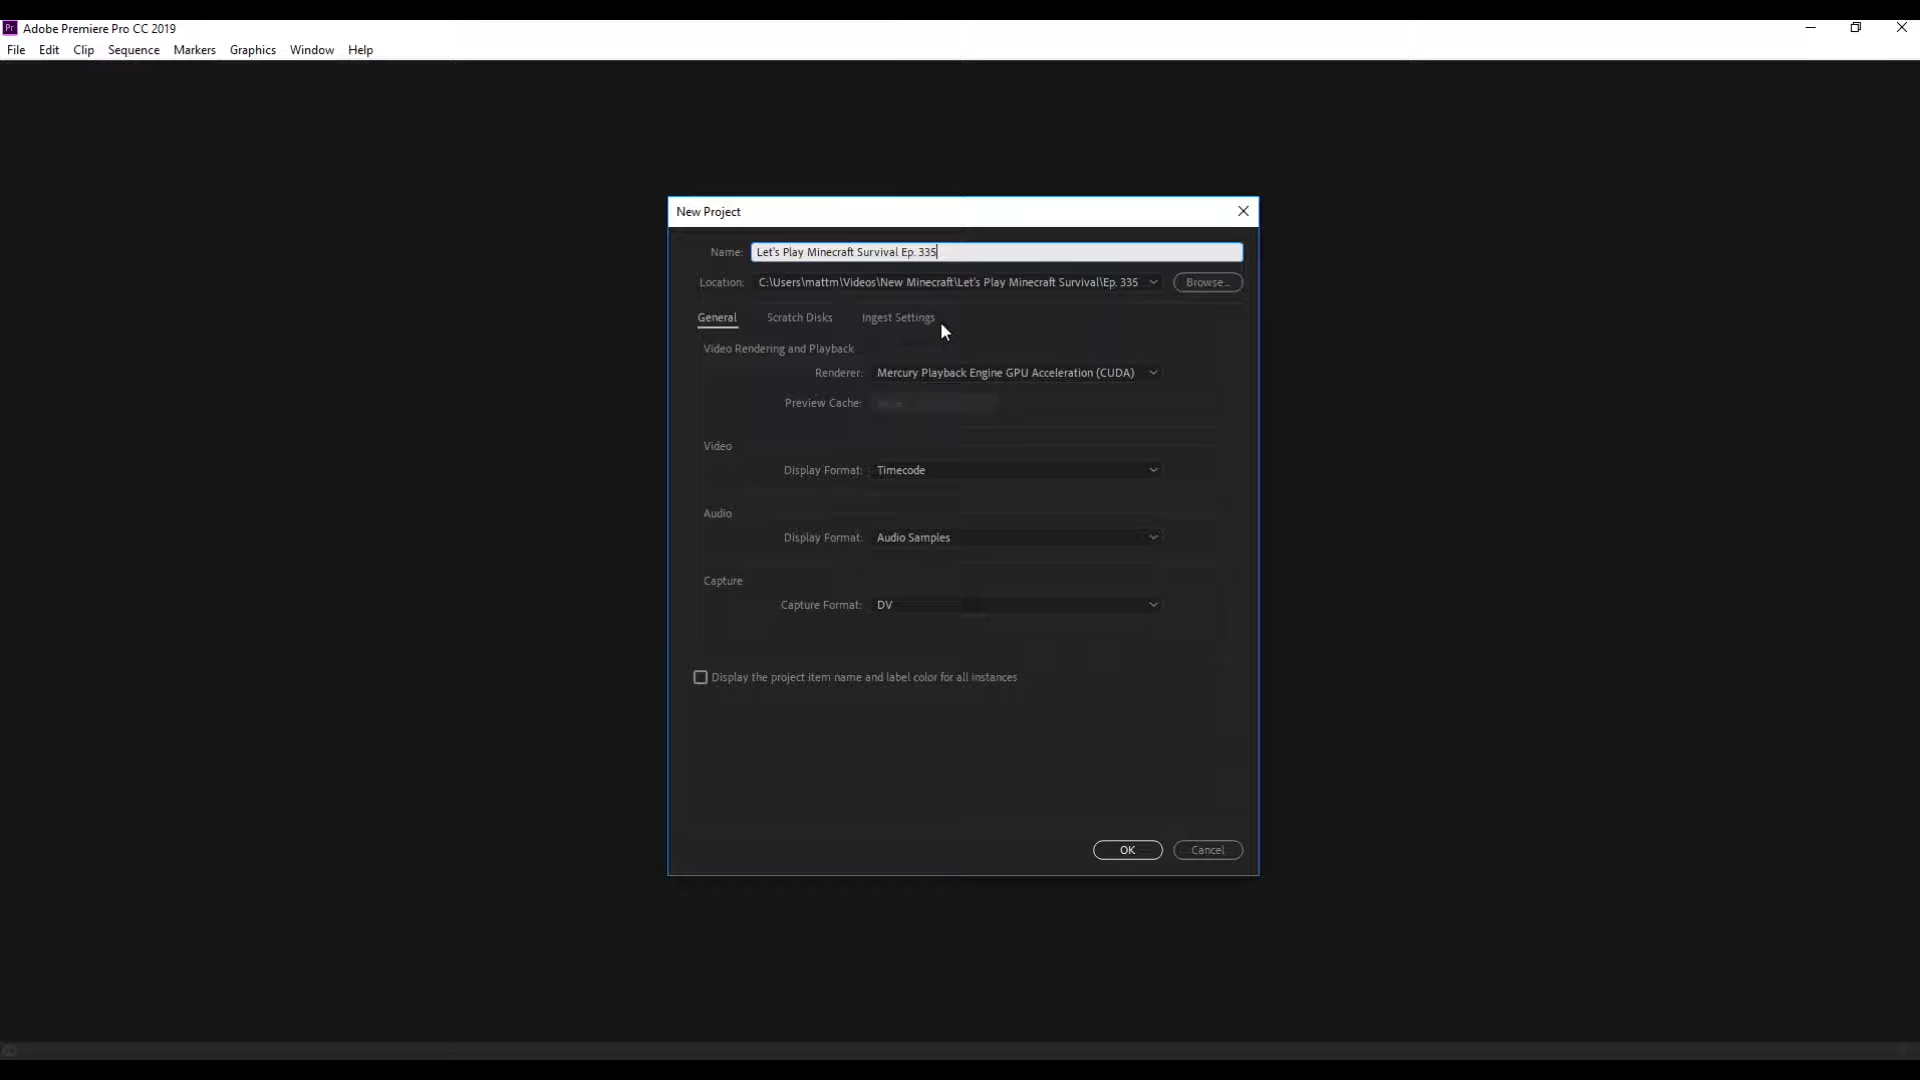 Pr Adobe Premiere Pro CC 2019
File Edit Clip Sequence Markers Graphics Window Help
New Project
Name: Let's Play Minecraft Survival Ep. 335
Location: C:\Users\mattm\Videos\New Minecraft\Let's Play Minecraft Survival\Ep. 335 Browse...
General Scratch Disks Ingest Settings
Video Rendering and Playback
Renderer: Mercury Playback Engine GPU Acceleration (CUDA)
Preview Cache:
Video
Display Format: Timecode
Audio
Display Format: Audio Samples
Capture
Capture Format: DV
Display the project item name and label color for all instances
OK Cancel